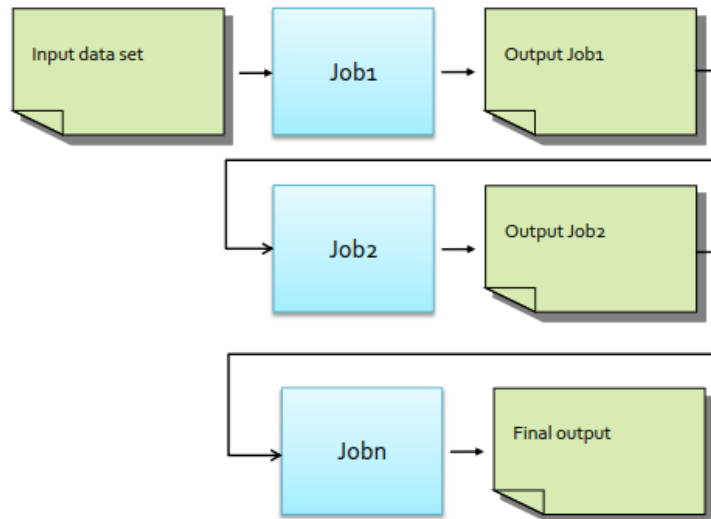 Input data set
Job1
Output Job1
Job2
Output Job2
Jobn
Final output